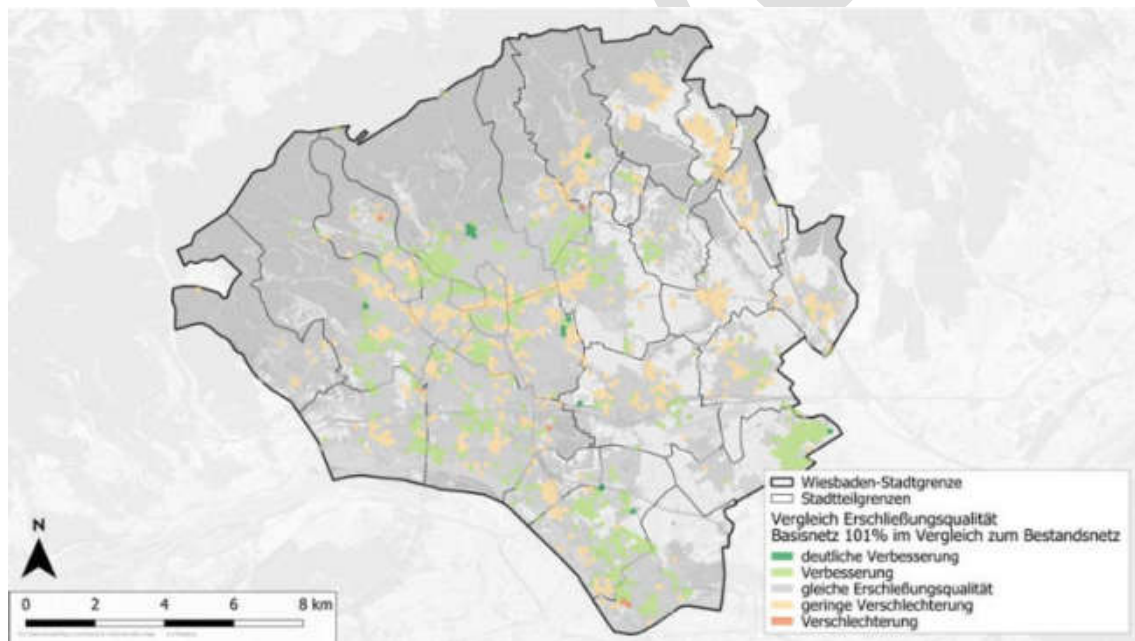 Wiesbaden-Stadtgrenze
Stadtteilgrenzen
Vergleich Erschließungsqualität
Basisnetz 101% im Vergleich zum Bestandsnetz
deutliche Verbesserung
Verbesserung
gleiche Erschließungsqualität
geringe Verschlechterung
Verschlechterung
N
0 2 4 6 8 km